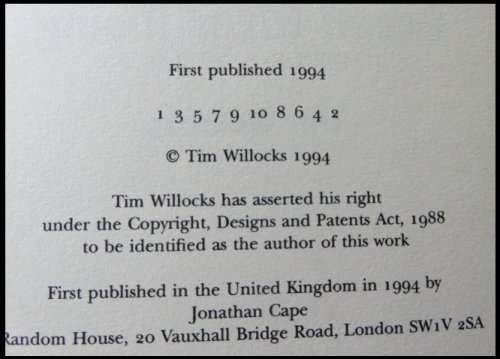 First published 1994
1 3 5 7 9 10 8 6 4 2
© Tim Willocks 1994
Tim Willocks has asserted his right
under the Copyright, Designs and Patents Act, 1988
to be identified as the author of this work
First published in the United Kingdom in 1994 by
Jonathan Cape
Random House, 20 Vauxhall Bridge Road, London SW1V 2SA